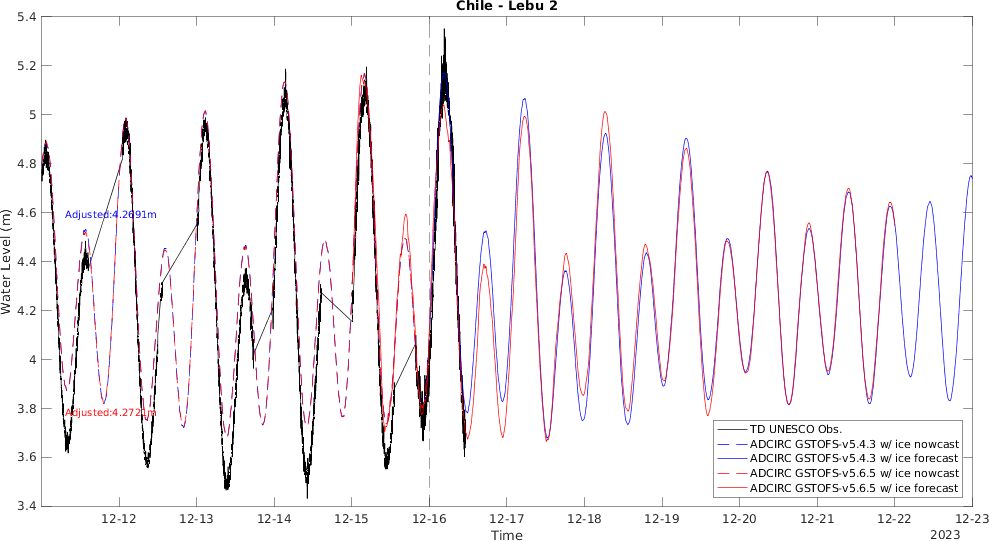 Chile - Lebu 2
5.4
5.2
5
4.8
4.6
4.4
4.2
4
3.8
3.6
3.4
Water Level (m)
Adjusted:4.2691m
Adjusted:4.2721m
TD UNESCO Obs.
ADCIRC GSTOFS-v5.4.3 w/ ice nowcast
ADCIRC GSTOFS-v5.4.3 w/ ice forecast
ADCIRC GSTOFS-v5.6.5 w/ ice nowcast
ADCIRC GSTOFS-v5.6.5 w/ ice forecast
12-12 12-13 12-14 12-15 12-16 12-17 12-18 12-19 12-20 12-21 12-22 12-23
Time
2023